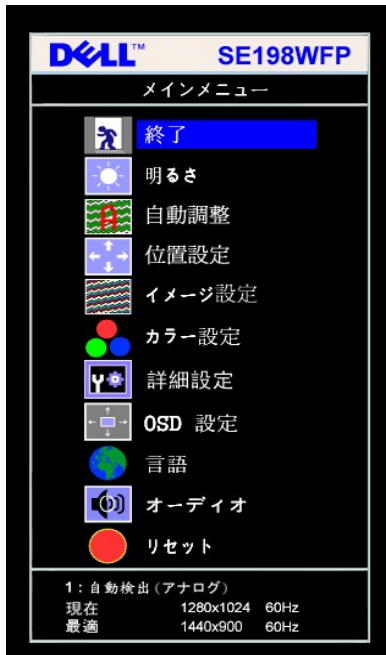 DELL™ SE198WFP
メインメニュー
終了
明るさ
自動調整
位置設定
イメージ設定
カラー設定
詳細設定
OSD 設定
言語
オーディオ
リセット
1：自動検出(アナログ)
現在 1280x1024 60Hz
最適 1440x900 60Hz